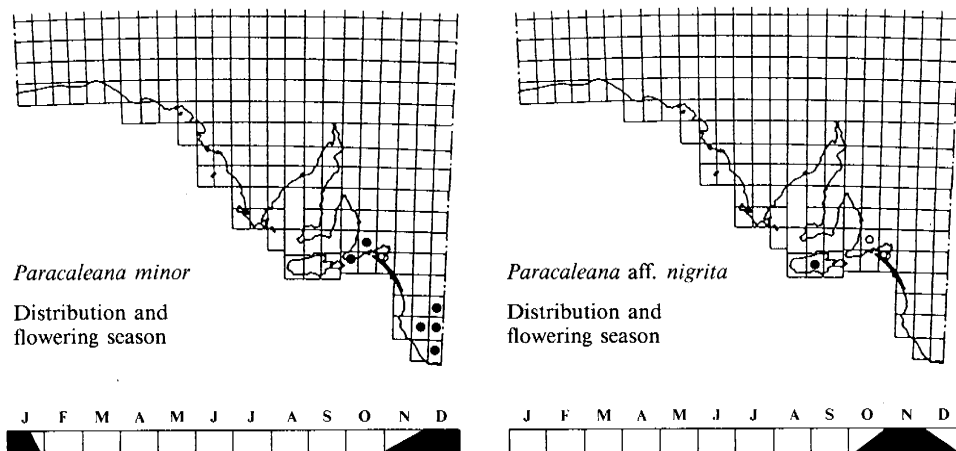 Paracaleana minor
Distribution and
flowering season
J F M A M J J A S O N D
Paracaleana aff. nigrita
Distribution and
flowering season
J F M A M J J A S O N D